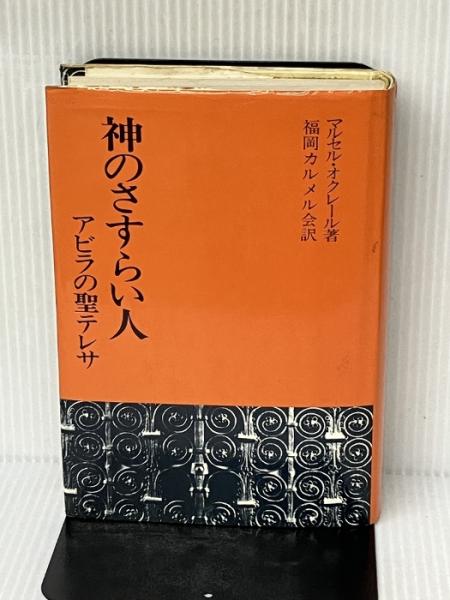 マルセル・オクレール著
福岡カルメル会訳
神のさすらい人
アビラの聖テレサ